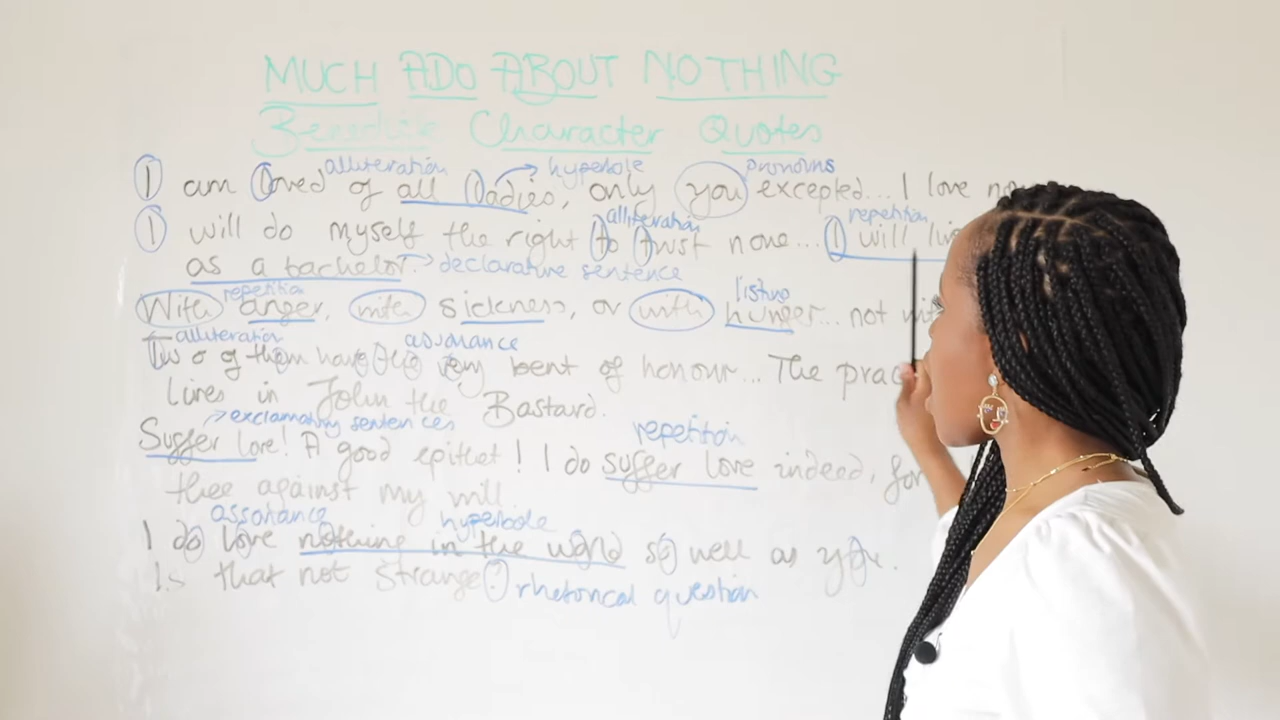 MUCH ADO ABOUT NOTHING
Benedick Character Quotes
alliteration hyperbole pronouns
I am loved of all ladies, only you excepted... I love no
alliteration repetition
I will do myself the right to trust none... I will live
as a bachelor. declarative sentence
repetition listing
With anger, with sickness, or with hunger... not with
alliteration assonance
Two of them have the very bent of honour... The prac
lives in John the Bastard.
exclamatory sentences repetition
Suffer love! A good epithet! I do suffer love indeed, for
thee against my will
assonance hyperbole
I do love nothing in the world so well as you.
Is that not strange? rhetorical question